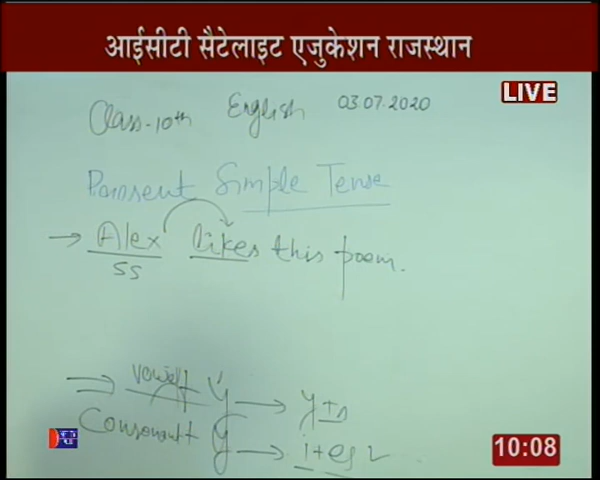 आईसीटी सैटेलाइट एजुकेशन राजस्थान
LIVE
Class-10th English 03.07.2020
Pamsent Simple Tense
→ Alex likes this poem.
SS
⇒ vowel+ y → y+s
Consonant+ y → i+es
10:08